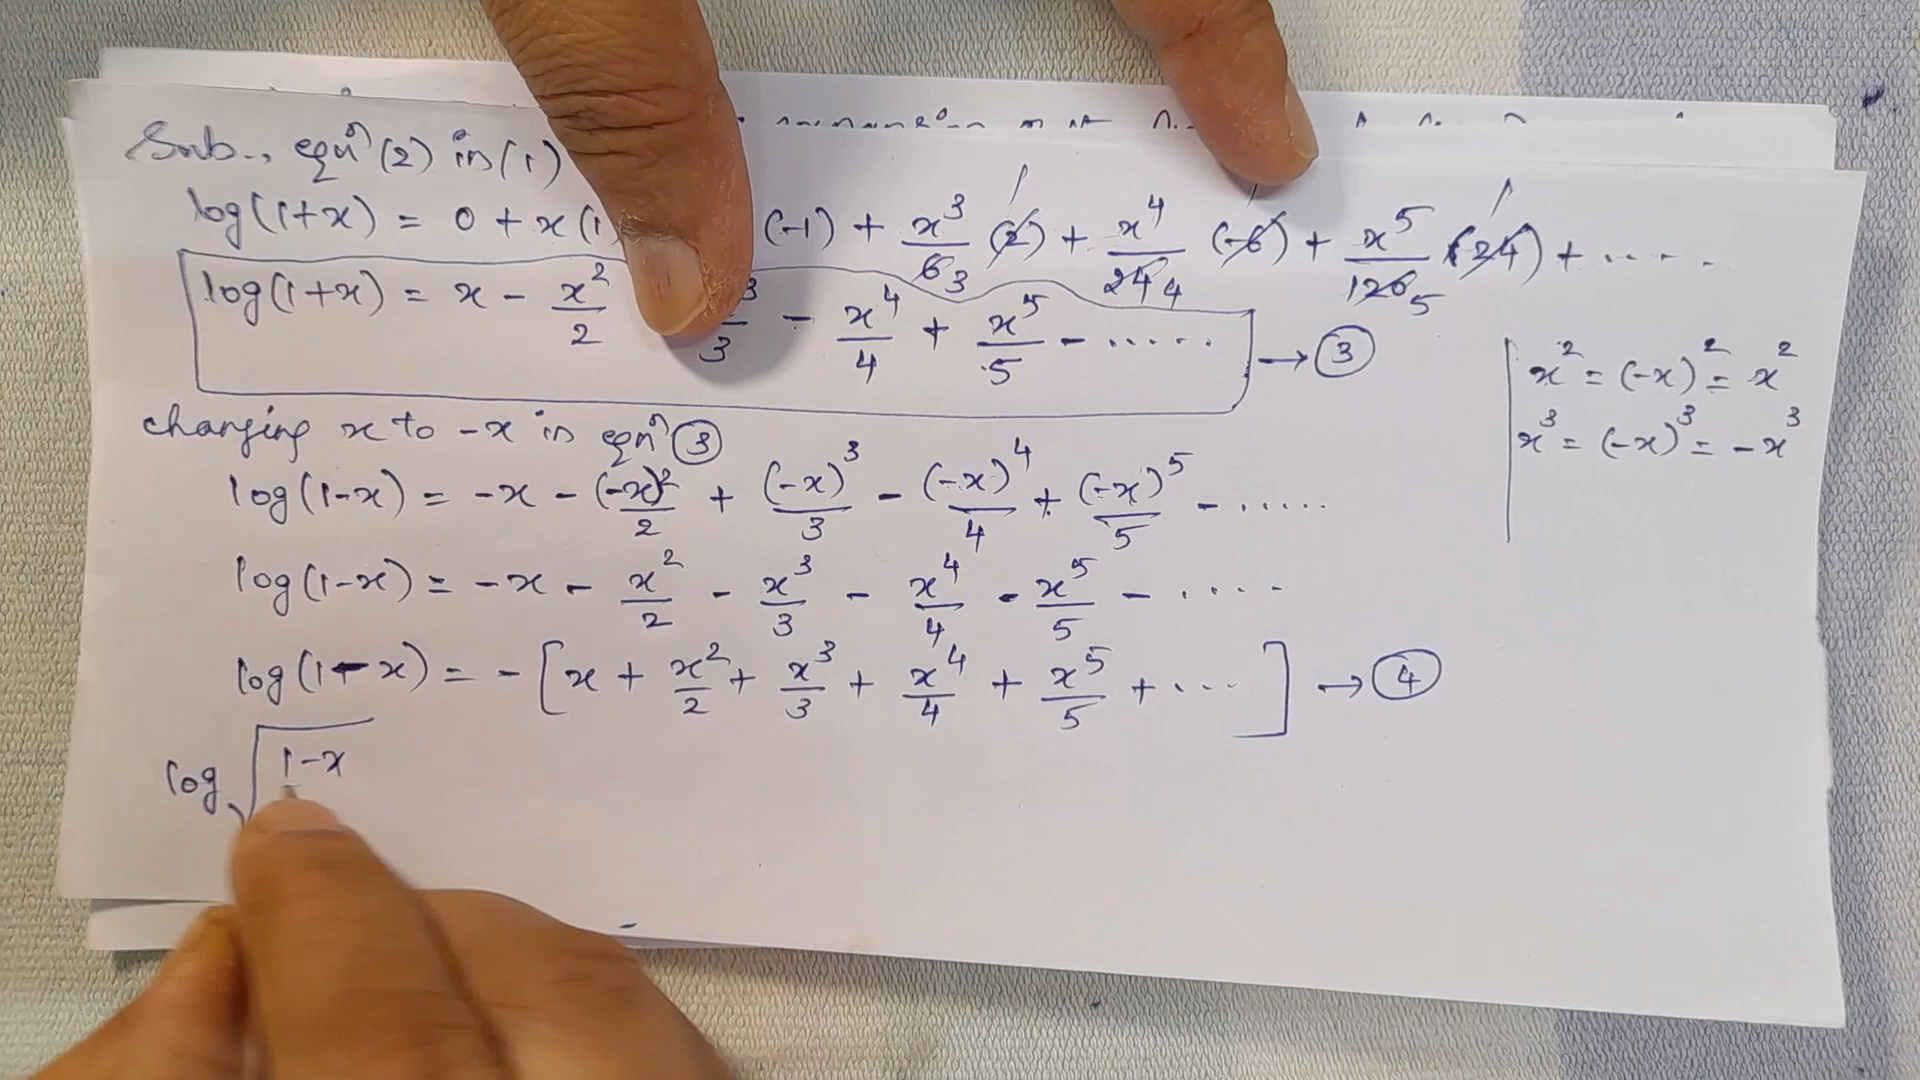 Sub., eqn (2) in (1)
log(1+x) = 0 + x(1) (-1) + x^3/6 3 (2) + x^4/24 4 (-6) + x^5/120 5 (24) + .....
log(1+x) = x - x^2/2 3/3 - x^4/4 + x^5/5 - ..... → ③
x^2 = (-x)^2 = x^2
x^3 = (-x)^3 = -x^3
changing x to -x in eqn ③
log(1-x) = -x - (-x)^2/2 + (-x)^3/3 - (-x)^4/4 + (-x)^5/5 - .....
log(1-x) = -x - x^2/2 - x^3/3 - x^4/4 - x^5/5 - .....
log(1-x) = -[x + x^2/2 + x^3/3 + x^4/4 + x^5/5 + ...] → ④
log √1-x